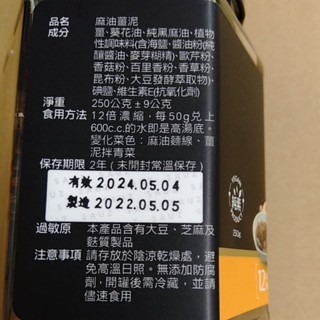 品名 麻油薑泥
成分 薑、葵花油、純黑麻油、植物
性調味料(含海鹽、醬油粉(純
釀醬油、麥芽糊精)、歐芹粉、
香菇粉、百里香粉、香草粉、
昆布粉、大豆發酵萃取物)、
碘鹽、維生素E(抗氧化劑)
淨重 250公克±9公克
食用方法 12倍濃縮，每50g兌上
600c.c.的水即是高湯底。
變化菜色：麻油麵線、薑
泥拌青菜
保存期限 2年(未開封常溫保存)
有效 2024.05.04
製造 2022.05.05
過敏原 本產品含有大豆、芝麻及
麩質製品
注意事項 請存放於陰涼乾燥處，避
免高溫日照。無添加防腐
劑，開罐後需冷藏，並請
儘速食用
純素
250g
12